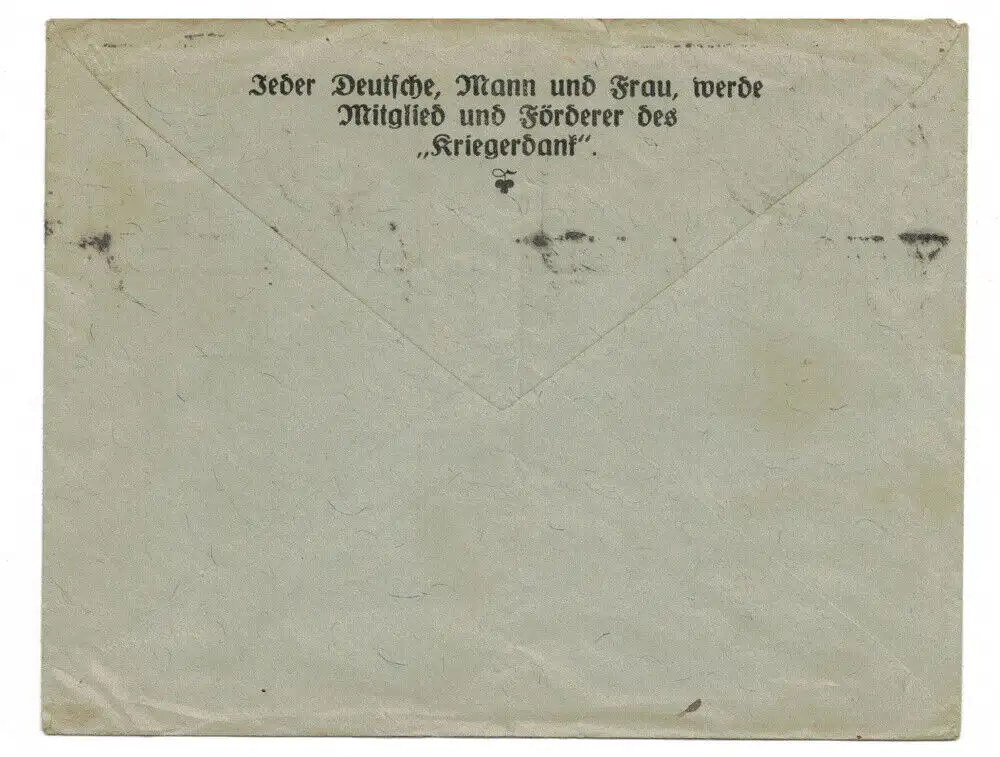 Jeder Deutsche, Mann und Frau, werde
Mitglied und Förderer des
„Kriegerdank“.